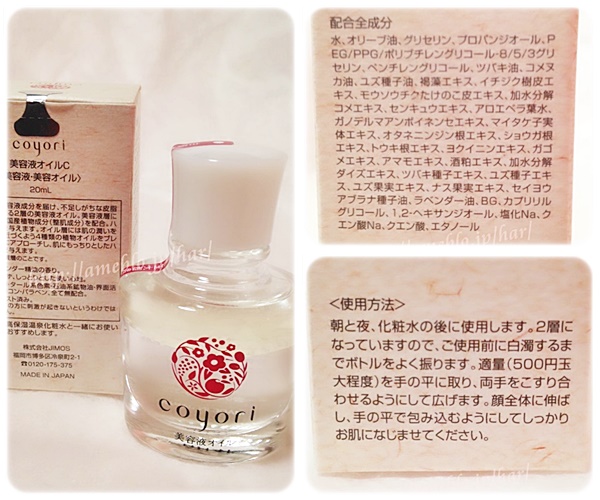 coyori
美容液オイルC
美容液・美容オイル〉
20mL
株式会社JIMOS
福岡市博多区冷泉町2-1
0120-175-375
MADE IN JAPAN
coyori
美容液オイル
配合全成分
水、オリーブ油、グリセリン、プロパンジオール、P
EG/PPG/ポリブチレングリコール-8/5/3グリ
セリン、ペンチレングリコール、ツバキ油、コメヌ
カ油、ユズ種子油、褐藻エキス、イチジク樹皮エ
キス、モウソウチクたけのこ皮エキス、加水分解
コメエキス、センキュウエキス、アロエベラ葉水、
ガノデルマアンボイネンセエキス、マイタケ子実
体エキス、オタネニンジン根エキス、ショウガ根
エキス、トウキ根エキス、ヨクイニンエキス、ガゴ
メエキス、アマモエキス、酒粕エキス、加水分解
ダイズエキス、ツバキ種子エキス、ユズ種子エキ
ス、ユズ果実エキス、ナス果実エキス、セイヨウ
アブラナ種子油、ラベンダー油、BG、カプリリル
グリコール、1,2-ヘキサンジオール、塩化Na、ク
エン酸Na、クエン酸、エタノール
＜使用方法＞
朝と夜、化粧水の後に使用します。2層に
なっていますので、ご使用前に白濁するま
でボトルをよく振ります。適量（500円玉
大程度）を手の平に取り、両手をこすり合
わせるようにして広げます。顔全体に伸ば
し、手の平で包み込むようにしてしっかり
お肌になじませてください。